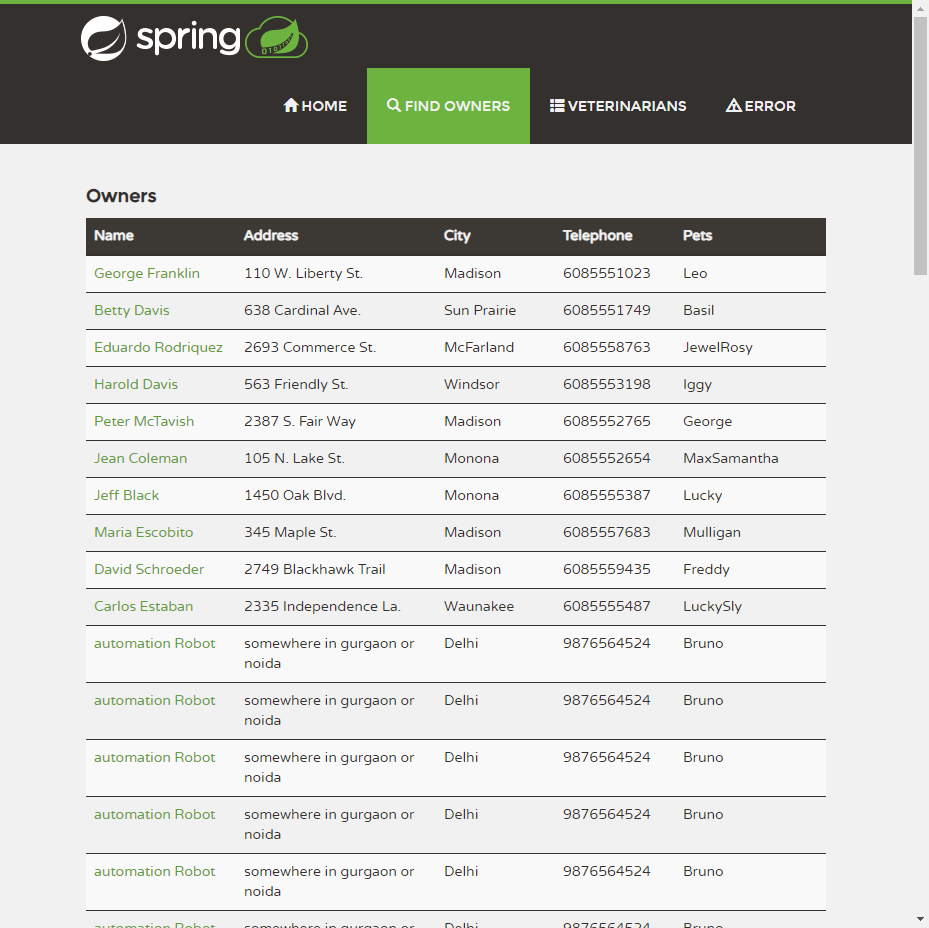 spring
HOME FIND OWNERS VETERINARIANS ERROR
Owners
Name Address City Telephone Pets
George Franklin 110 W. Liberty St. Madison 6085551023 Leo
Betty Davis 638 Cardinal Ave. Sun Prairie 6085551749 Basil
Eduardo Rodriquez 2693 Commerce St. McFarland 6085558763 JewelRosy
Harold Davis 563 Friendly St. Windsor 6085553198 Iggy
Peter McTavish 2387 S. Fair Way Madison 6085552765 George
Jean Coleman 105 N. Lake St. Monona 6085552654 MaxSamantha
Jeff Black 1450 Oak Blvd. Monona 6085555387 Lucky
Maria Escobito 345 Maple St. Madison 6085557683 Mulligan
David Schroeder 2749 Blackhawk Trail Madison 6085559435 Freddy
Carlos Estaban 2335 Independence La. Waunakee 6085555487 LuckySly
automation Robot somewhere in gurgaon or Delhi 9876564524 Bruno
noida
automation Robot somewhere in gurgaon or Delhi 9876564524 Bruno
noida
automation Robot somewhere in gurgaon or Delhi 9876564524 Bruno
noida
automation Robot somewhere in gurgaon or Delhi 9876564524 Bruno
noida
automation Robot somewhere in gurgaon or Delhi 9876564524 Bruno
noida